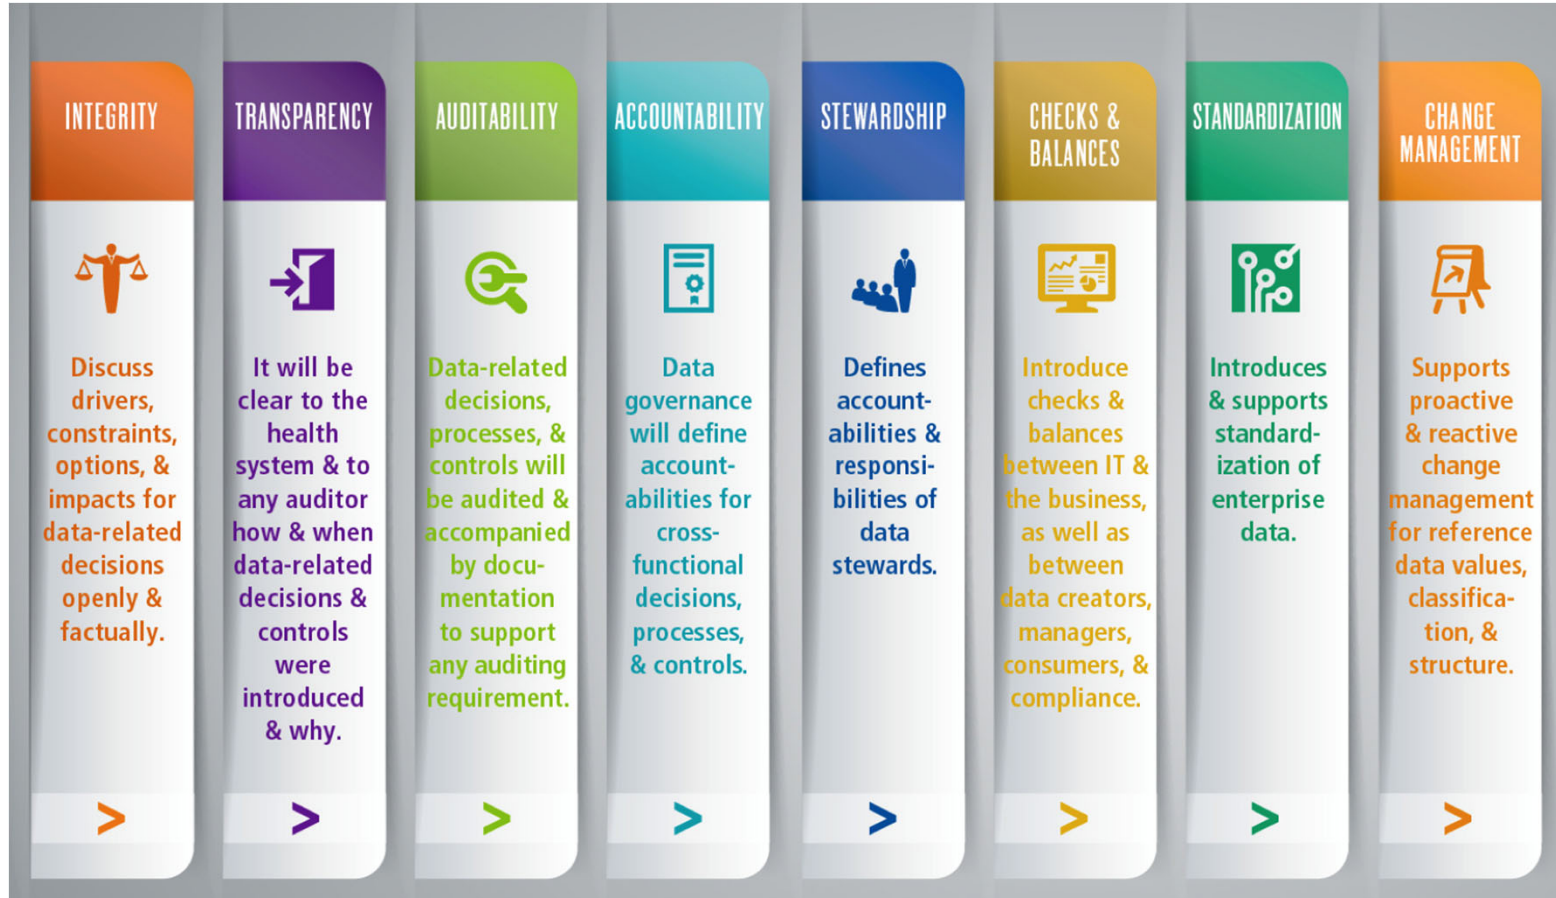 INTEGRITY
Discuss
drivers,
constraints,
options, &
impacts for
data-related
decisions
openly &
factually.
>
TRANSPARENCY
It will be
clear to the
health
system & to
any auditor
how & when
data-related
decisions &
controls
were
introduced
& why.
>
AUDITABILITY
Data-related
decisions,
processes, &
controls will
be audited &
accompanied
by docu-
mentation
to support
any auditing
requirement.
>
ACCOUNTABILITY
Data
governance
will define
account-
abilities for
cross-
functional
decisions,
processes,
& controls.
>
STEWARDSHIP
Defines
account-
abilities &
responsi-
bilities of
data
stewards.
>
CHECKS &
BALANCES
Introduce
checks &
balances
between IT &
the business,
as well as
between
data creators,
managers,
consumers, &
compliance.
>
STANDARDIZATION
Introduces
& supports
standard-
ization of
enterprise
data.
>
CHANGE
MANAGEMENT
Supports
proactive
& reactive
change
management
for reference
data values,
classifica-
tion, &
structure.
>